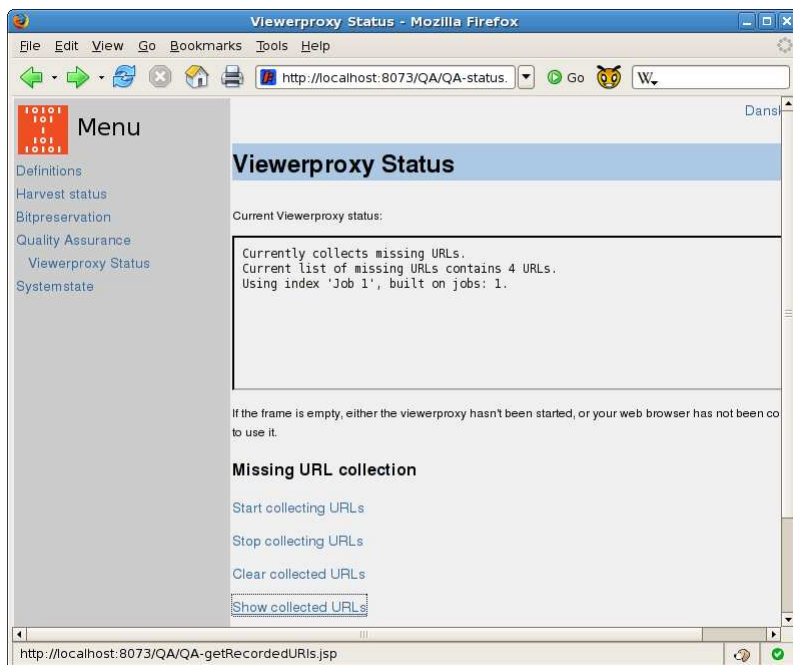 Viewerproxy Status - Mozilla Firefox
File Edit View Go Bookmarks Tools Help
http://localhost:8073/QA/QA-status. Go W
10101
101
1
101
10101
Menu
Definitions
Harvest status
Bitpreservation
Quality Assurance
Viewerproxy Status
Systemstate
Dansk
Viewerproxy Status
Current Viewerproxy status:
Currently collects missing URLs.
Current list of missing URLs contains 4 URLs.
Using index 'Job 1', built on jobs: 1.
If the frame is empty, either the viewerproxy hasn't been started, or your web browser has not been co
to use it.
Missing URL collection
Start collecting URLs
Stop collecting URLs
Clear collected URLs
Show collected URLs
http://localhost:8073/QA/QA-getRecordedURIs.jsp